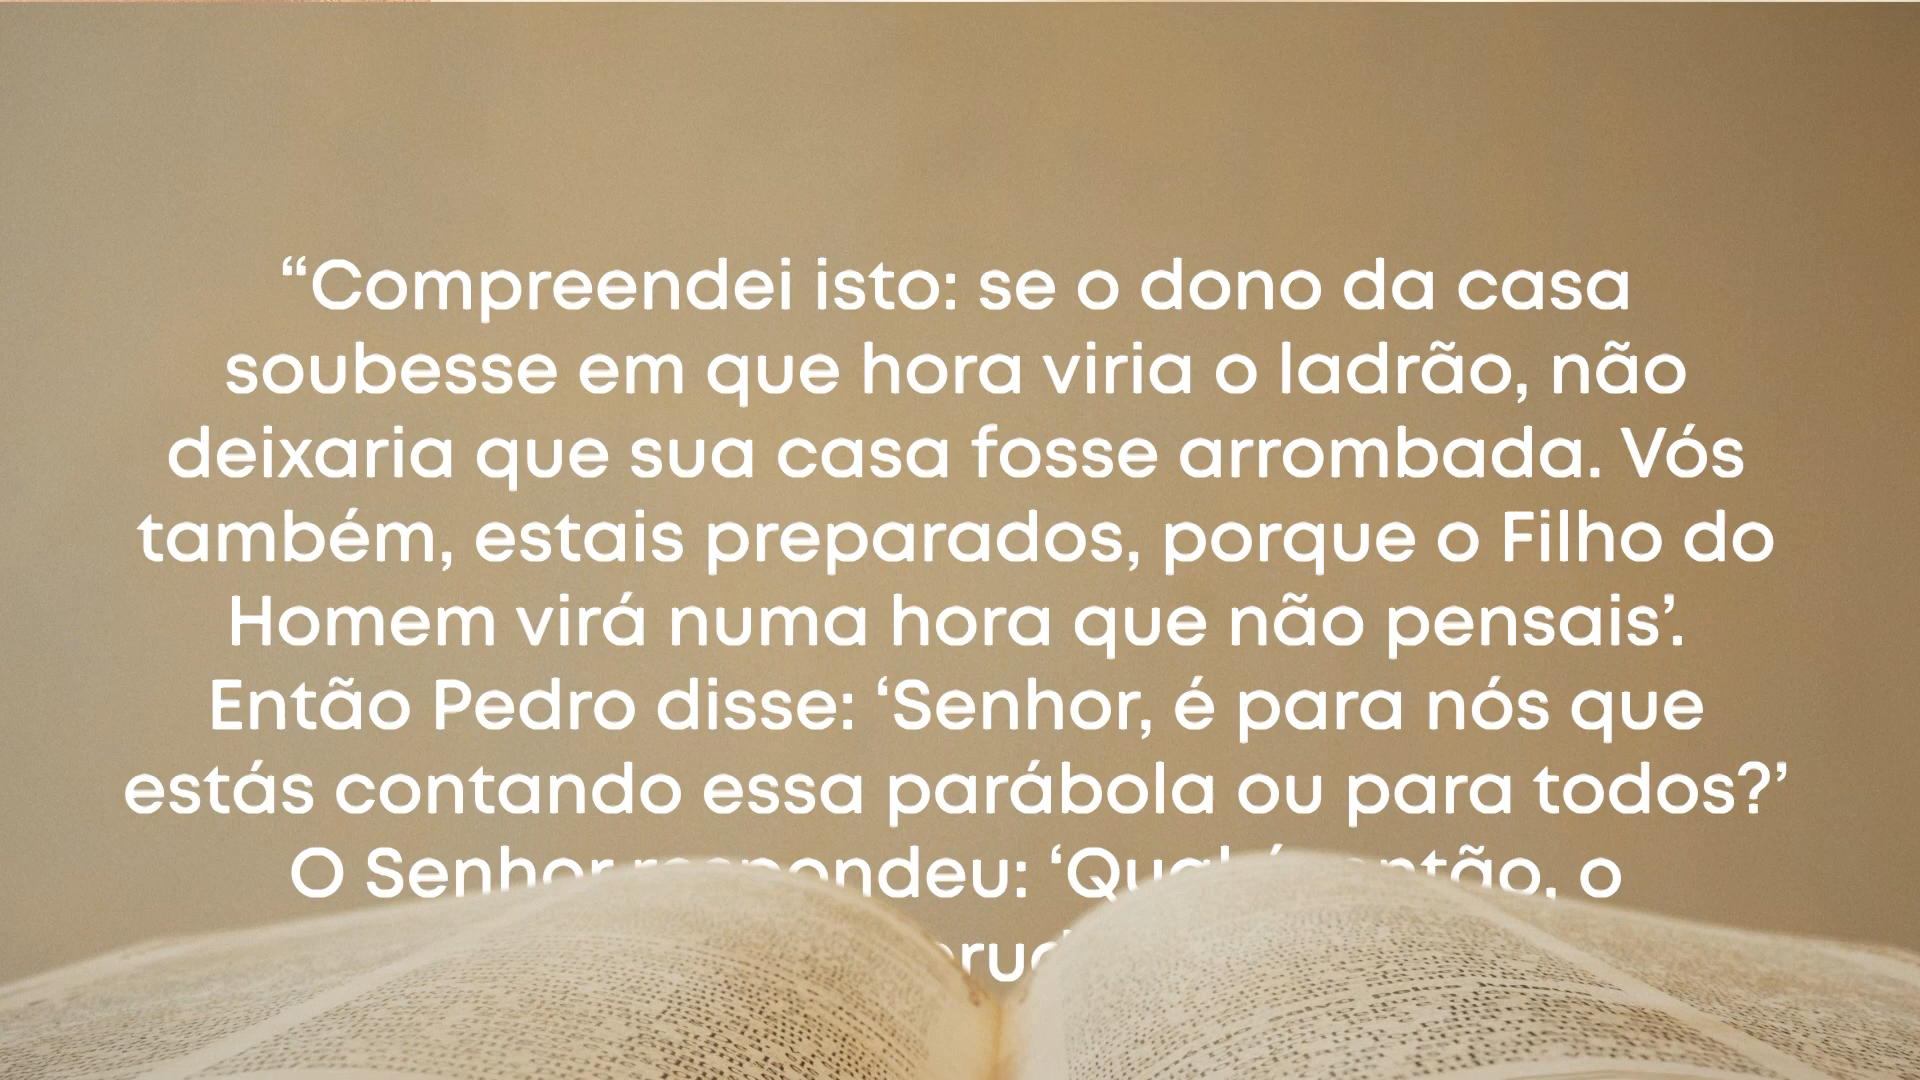 “Compreendei isto: se o dono da casa
soubesse em que hora viria o ladrão, não
deixaria que sua casa fosse arrombada. Vós
também, estais preparados, porque o Filho do
Homem virá numa hora que não pensais’.
Então Pedro disse: ‘Senhor, é para nós que
estás contando essa parábola ou para todos?’
O Senhor respondeu: ‘Qual é, então, o